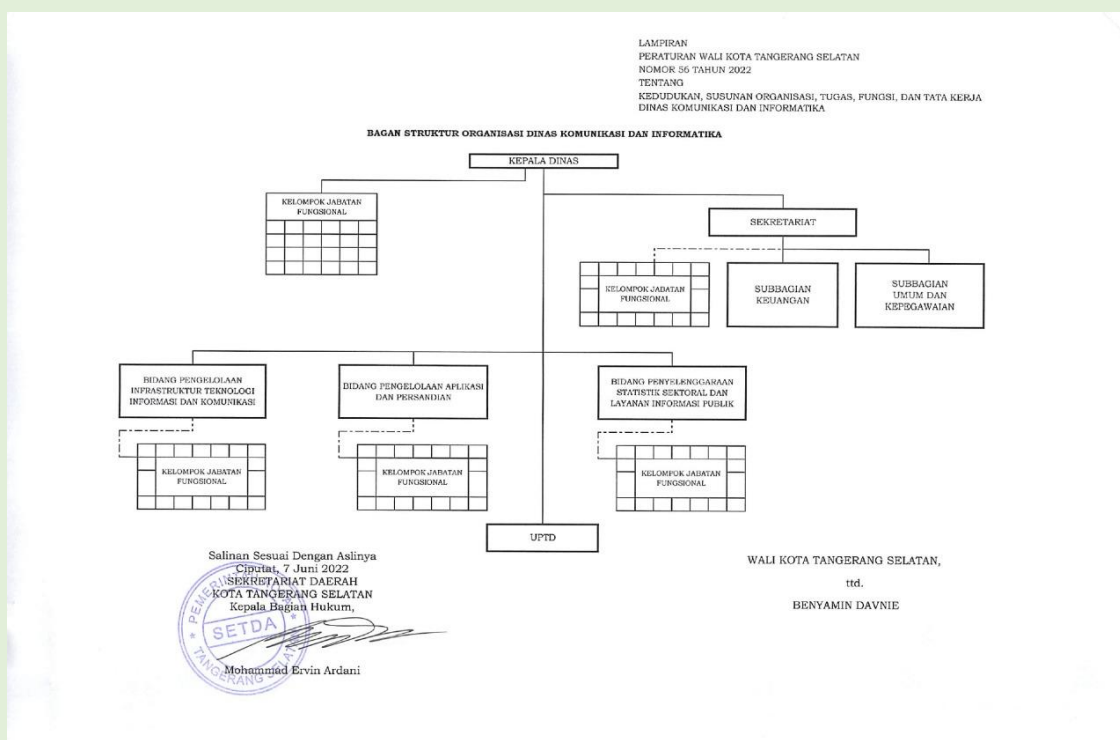 LAMPIRAN
PERATURAN WALI KOTA TANGERANG SELATAN
NOMOR 56 TAHUN 2022
TENTANG
KEDUDUKAN, SUSUNAN ORGANISASI, TUGAS, FUNGSI, DAN TATA KERJA
DINAS KOMUNIKASI DAN INFORMATIKA
BAGAN STRUKTUR ORGANISASI DINAS KOMUNIKASI DAN INFORMATIKA
KEPALA DINAS
KELOMPOK JABATAN
FUNGSIONAL
SEKRETARIAT
KELOMPOK JABATAN
FUNGSIONAL
SUBBAGIAN
KEUANGAN
SUBBAGIAN
UMUM DAN
KEPEGAWAIAN
BIDANG PENGELOLAAN
INFRASTRUKTUR TEKNOLOGI
INFORMASI DAN KOMUNIKASI
BIDANG PENGELOLAAN APLIKASI
DAN PERSANDIAN
BIDANG PENYELENGGARAAN
STATISTIK SEKTORAL DAN
LAYANAN INFORMASI PUBLIK
KELOMPOK JABATAN
FUNGSIONAL
KELOMPOK JABATAN
FUNGSIONAL
KELOMPOK JABATAN
FUNGSIONAL
UPTD
Salinan Sesuai Dengan Aslinya
Ciputat, 7 Juni 2022
SEKRETARIAT DAERAH
KOTA TANGERANG SELATAN
Kepala Bagian Hukum,
SETDA
TANGERANG
Mohammad Ervin Ardani
WALI KOTA TANGERANG SELATAN,
ttd.
BENYAMIN DAVNIE